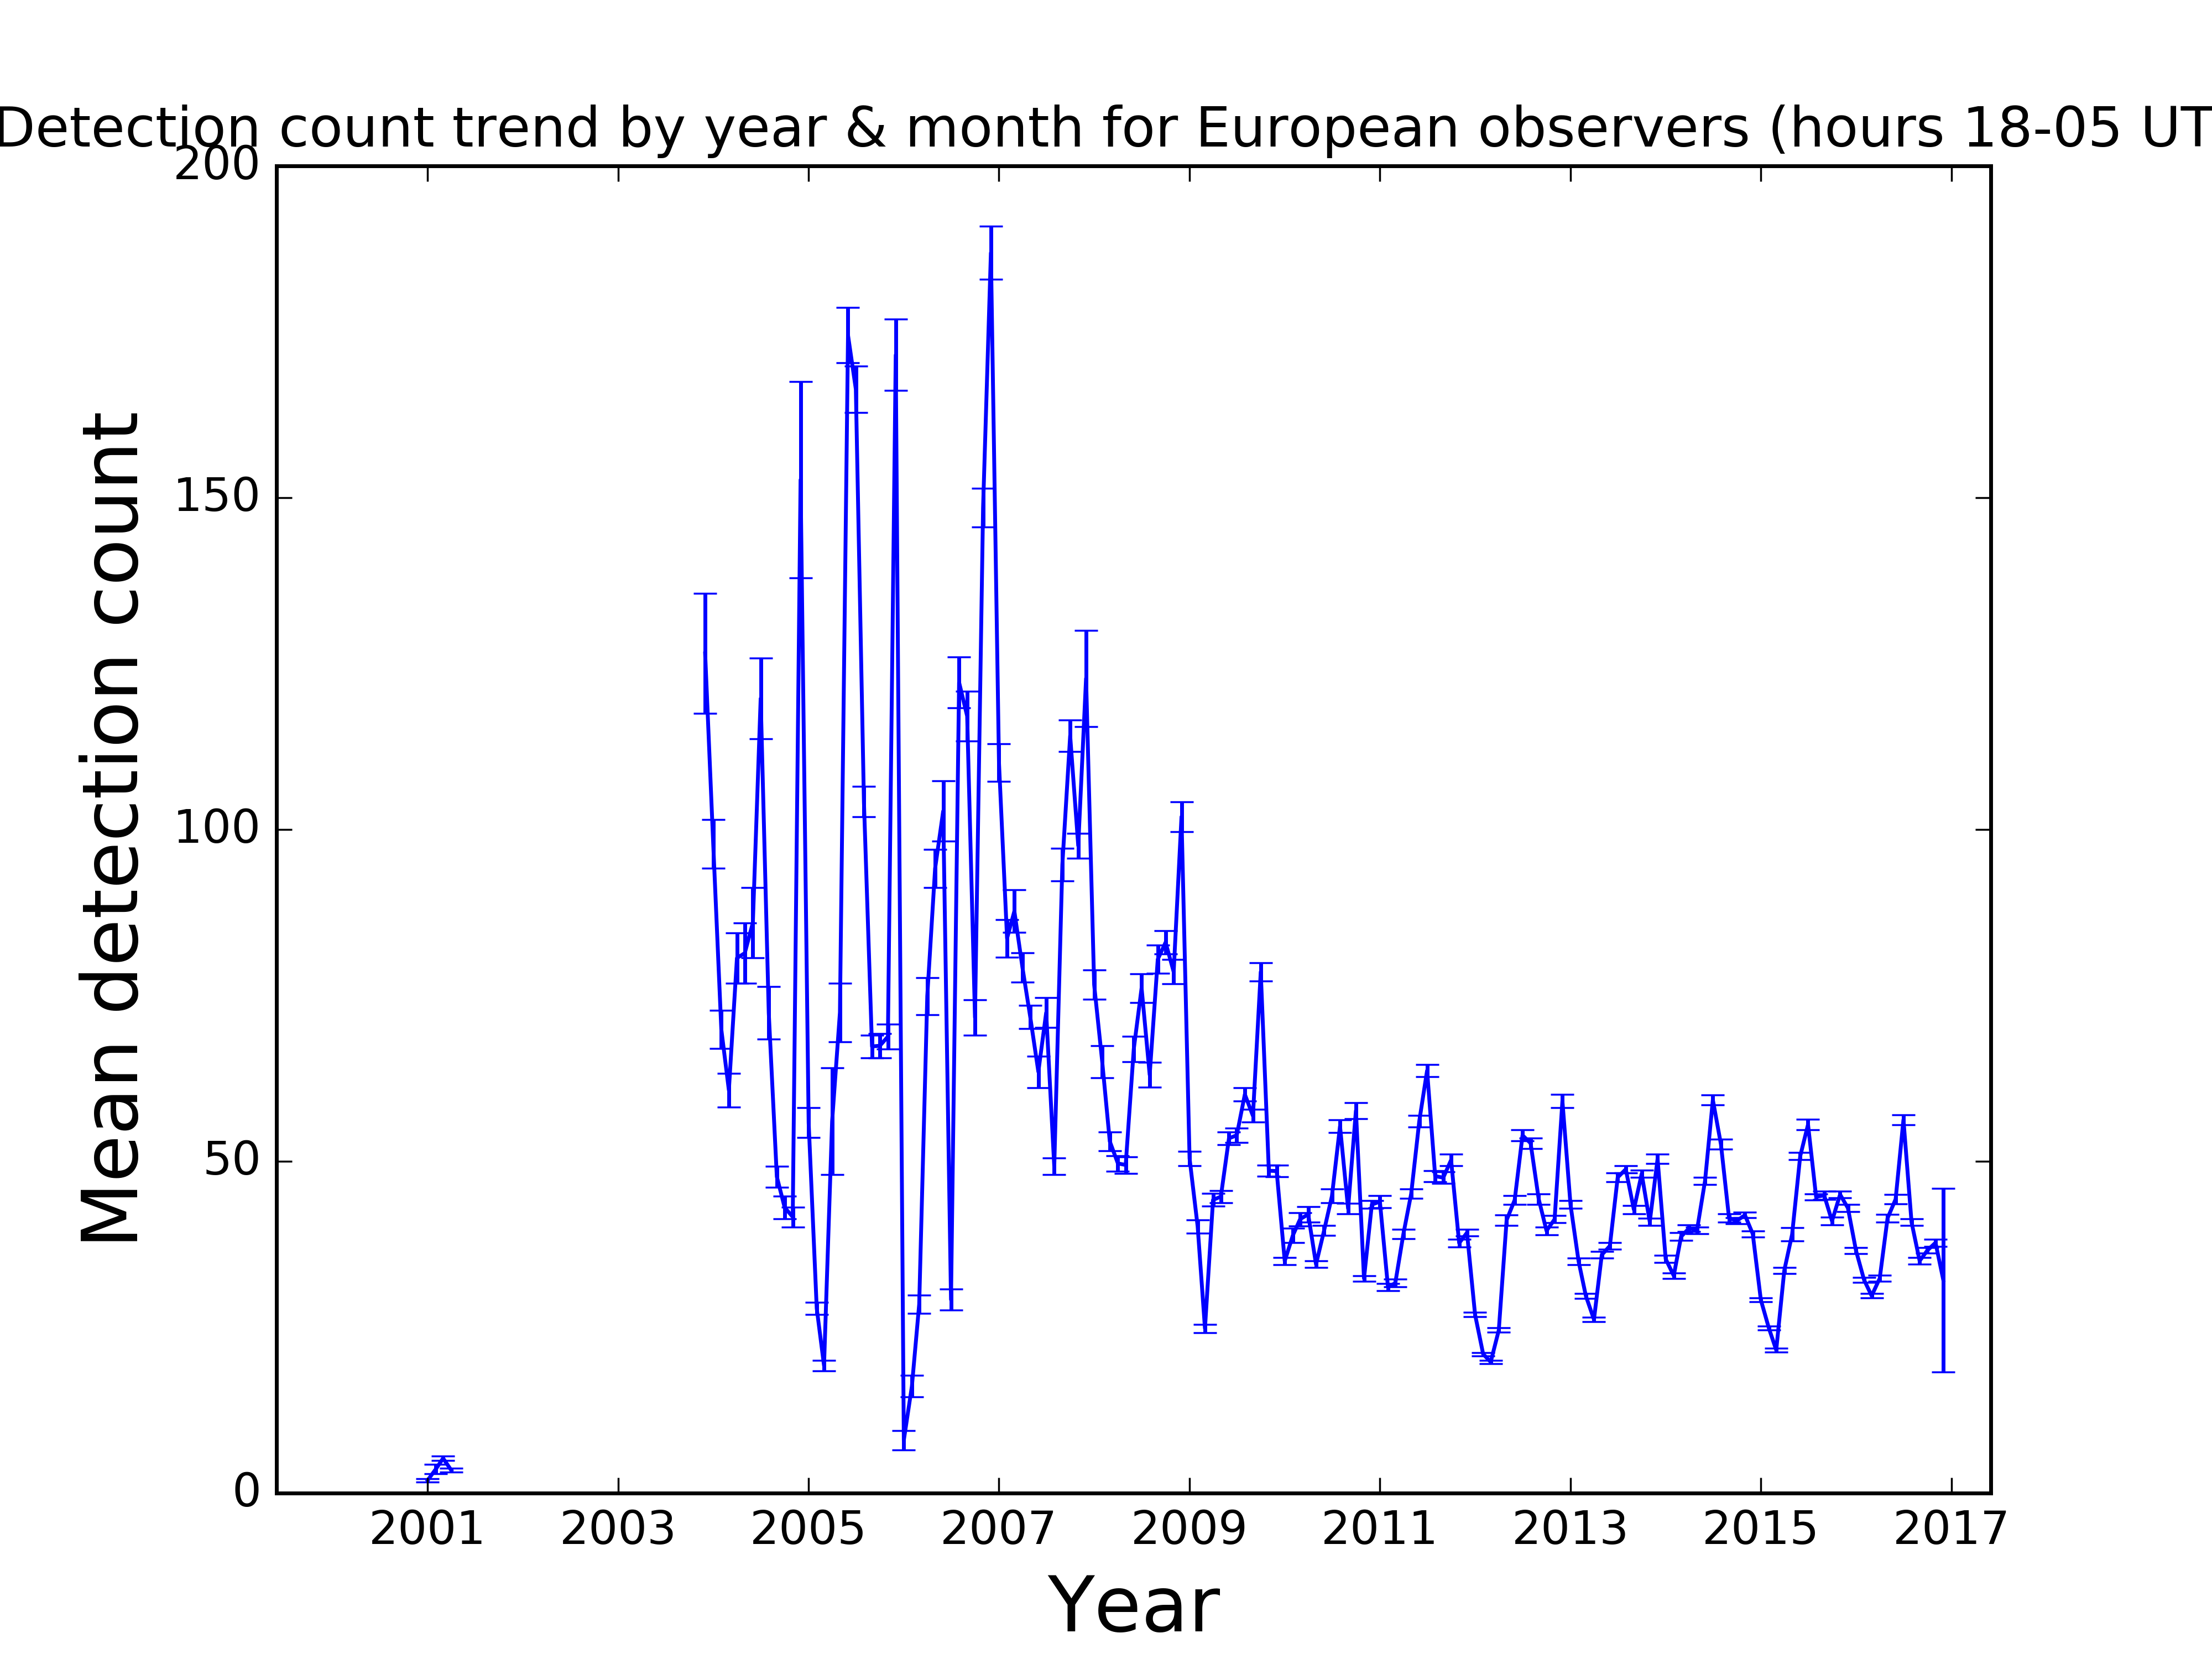 Detection count trend by year & month for European observers (hours 18-05 UT
200
150
100
50
0
Mean detection count
2001 2003 2005 2007 2009 2011 2013 2015 2017
Year